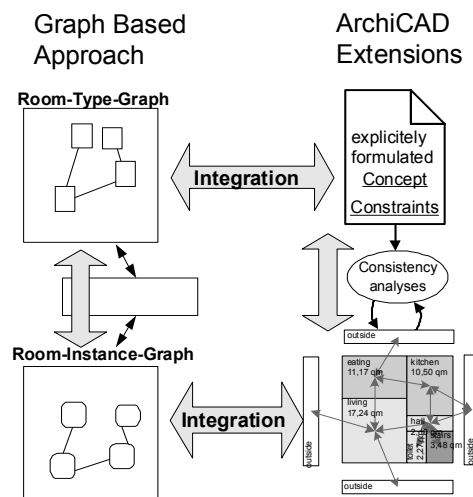 Graph Based
Approach
ArchiCAD
Extensions
Room-Type-Graph
Integration
explicitely
formulated
Concept
Constraints
Consistency
analyses
Room-Instance-Graph
Integration
outside
outside
eating
11,17 qm
kitchen
10,50 qm
living
17,24 qm
hall
toilet
stairs
3,48 qm
outside
outside